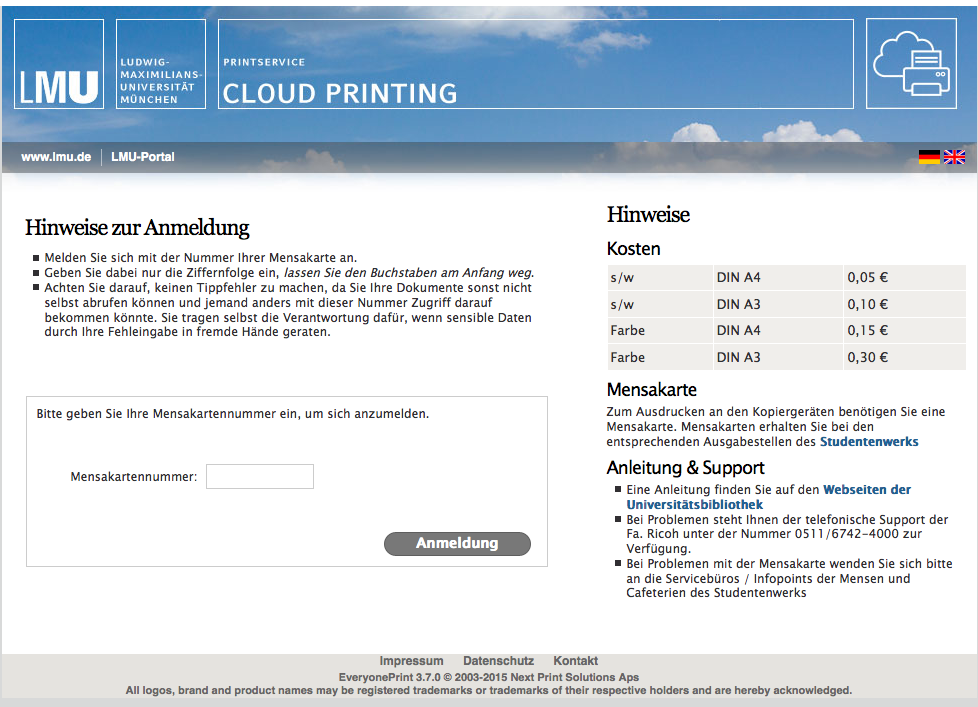 LMU
LUDWIG-
MAXIMILIANS-
UNIVERSITÄT
MÜNCHEN
PRINTSERVICE
CLOUD PRINTING
www.lmu.de
LMU-Portal
Hinweise zur Anmeldung
Melden Sie sich mit der Nummer Ihrer Mensakarte an.
Geben Sie dabei nur die Ziffernfolge ein, lassen Sie den Buchstaben am Anfang weg.
Achten Sie darauf, keinen Tippfehler zu machen, da Sie Ihre Dokumente sonst nicht
selbst abrufen können und jemand anders mit dieser Nummer Zugriff darauf
bekommen könnte. Sie tragen selbst die Verantwortung dafür, wenn sensible Daten
durch Ihre Fehleingabe in fremde Hände geraten.
Bitte geben Sie Ihre Mensakartennummer ein, um sich anzumelden.
Mensakartennummer:
Anmeldung
Hinweise
Kosten
s/w DIN A4 0,05 €
s/w DIN A3 0,10 €
Farbe DIN A4 0,15 €
Farbe DIN A3 0,30 €
Mensakarte
Zum Ausdrucken an den Kopiergeräten benötigen Sie eine
Mensakarte. Mensakarten erhalten Sie bei den
entsprechenden Ausgabestellen des Studentenwerks
Anleitung & Support
Eine Anleitung finden Sie auf den Webseiten der
Universitätsbibliothek
Bei Problemen steht Ihnen der telefonische Support der
Fa. Ricoh unter der Nummer 0511/6742-4000 zur
Verfügung.
Bei Problemen mit der Mensakarte wenden Sie sich bitte
an die Servicebüros / Infopoints der Mensen und
Cafeterien des Studentenwerks
Impressum Datenschutz Kontakt
EveryonePrint 3.7.0 © 2003-2015 Next Print Solutions Aps
All logos, brand and product names may be registered trademarks or trademarks of their respective holders and are hereby acknowledged.